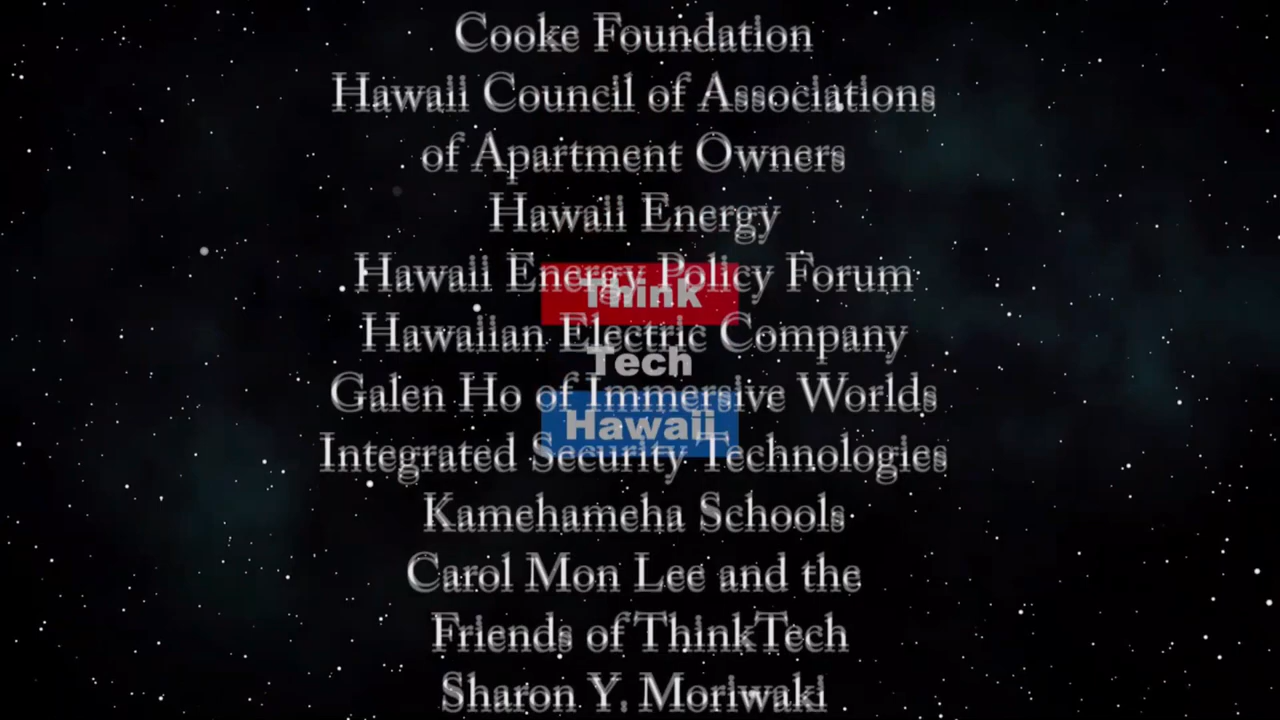 Cooke Foundation
Hawaii Council of Associations
of Apartment Owners
Hawaii Energy
Hawaii Energy Policy Forum
Think
Hawaiian Electric Company
Tech
Galen Ho of Immersive Worlds
Hawaii
Integrated Security Technologies
Kamehameha Schools
Carol Mon Lee and the
Friends of ThinkTech
Sharon Y. Moriwaki